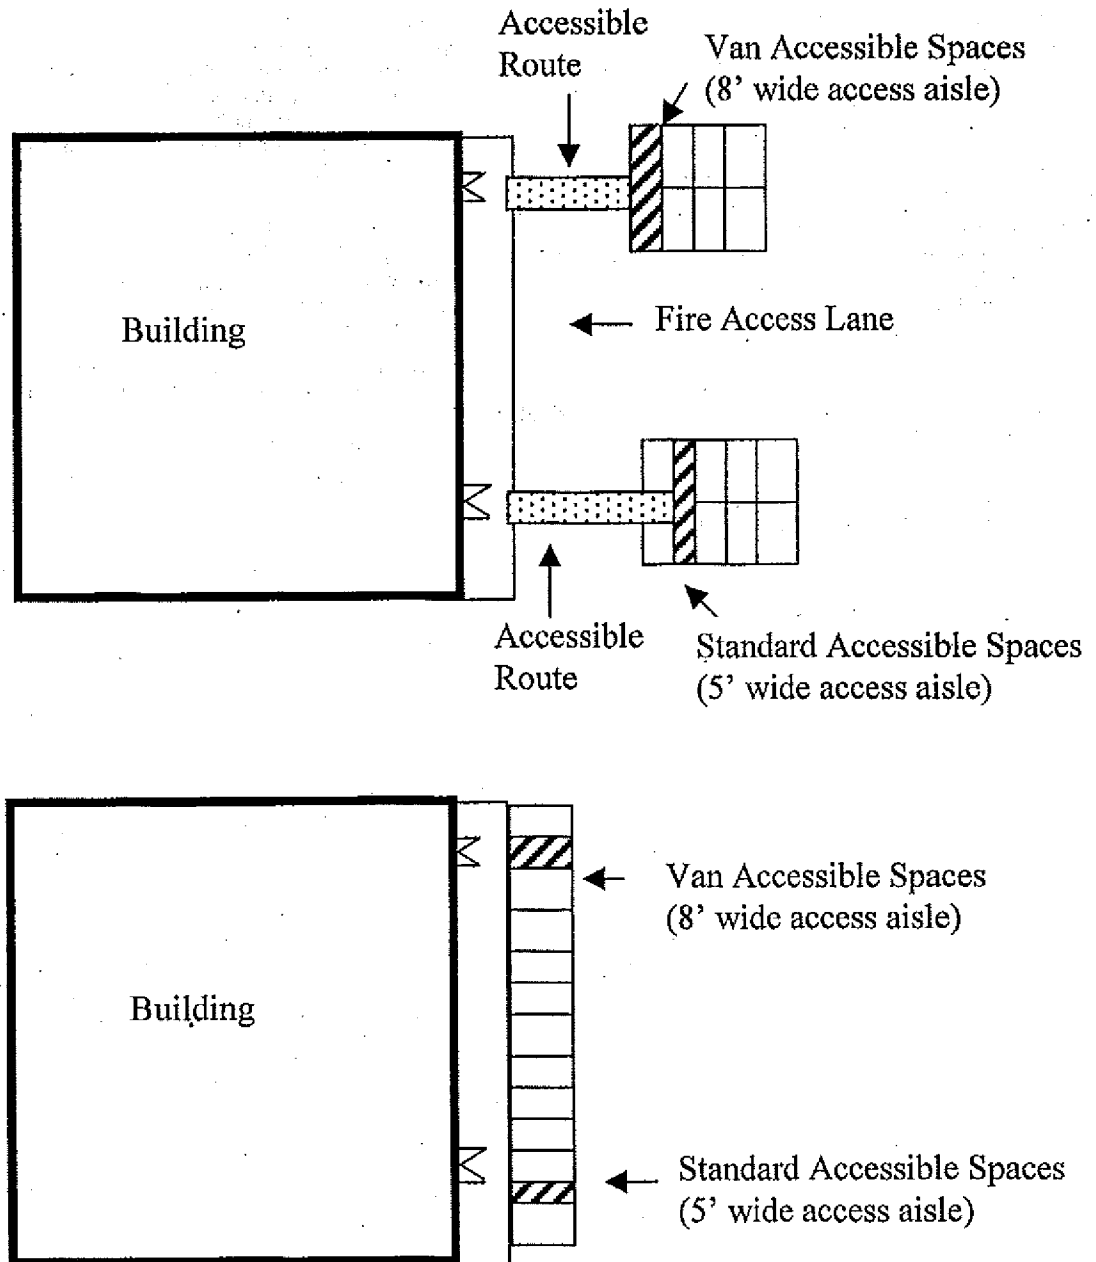 Accessible
Route
Van Accessible Spaces
(8’ wide access aisle)
Building
Fire Access Lane
Accessible
Route
Standard Accessible Spaces
(5’ wide access aisle)
Van Accessible Spaces
(8’ wide access aisle)
Building
Standard Accessible Spaces
(5’ wide access aisle)